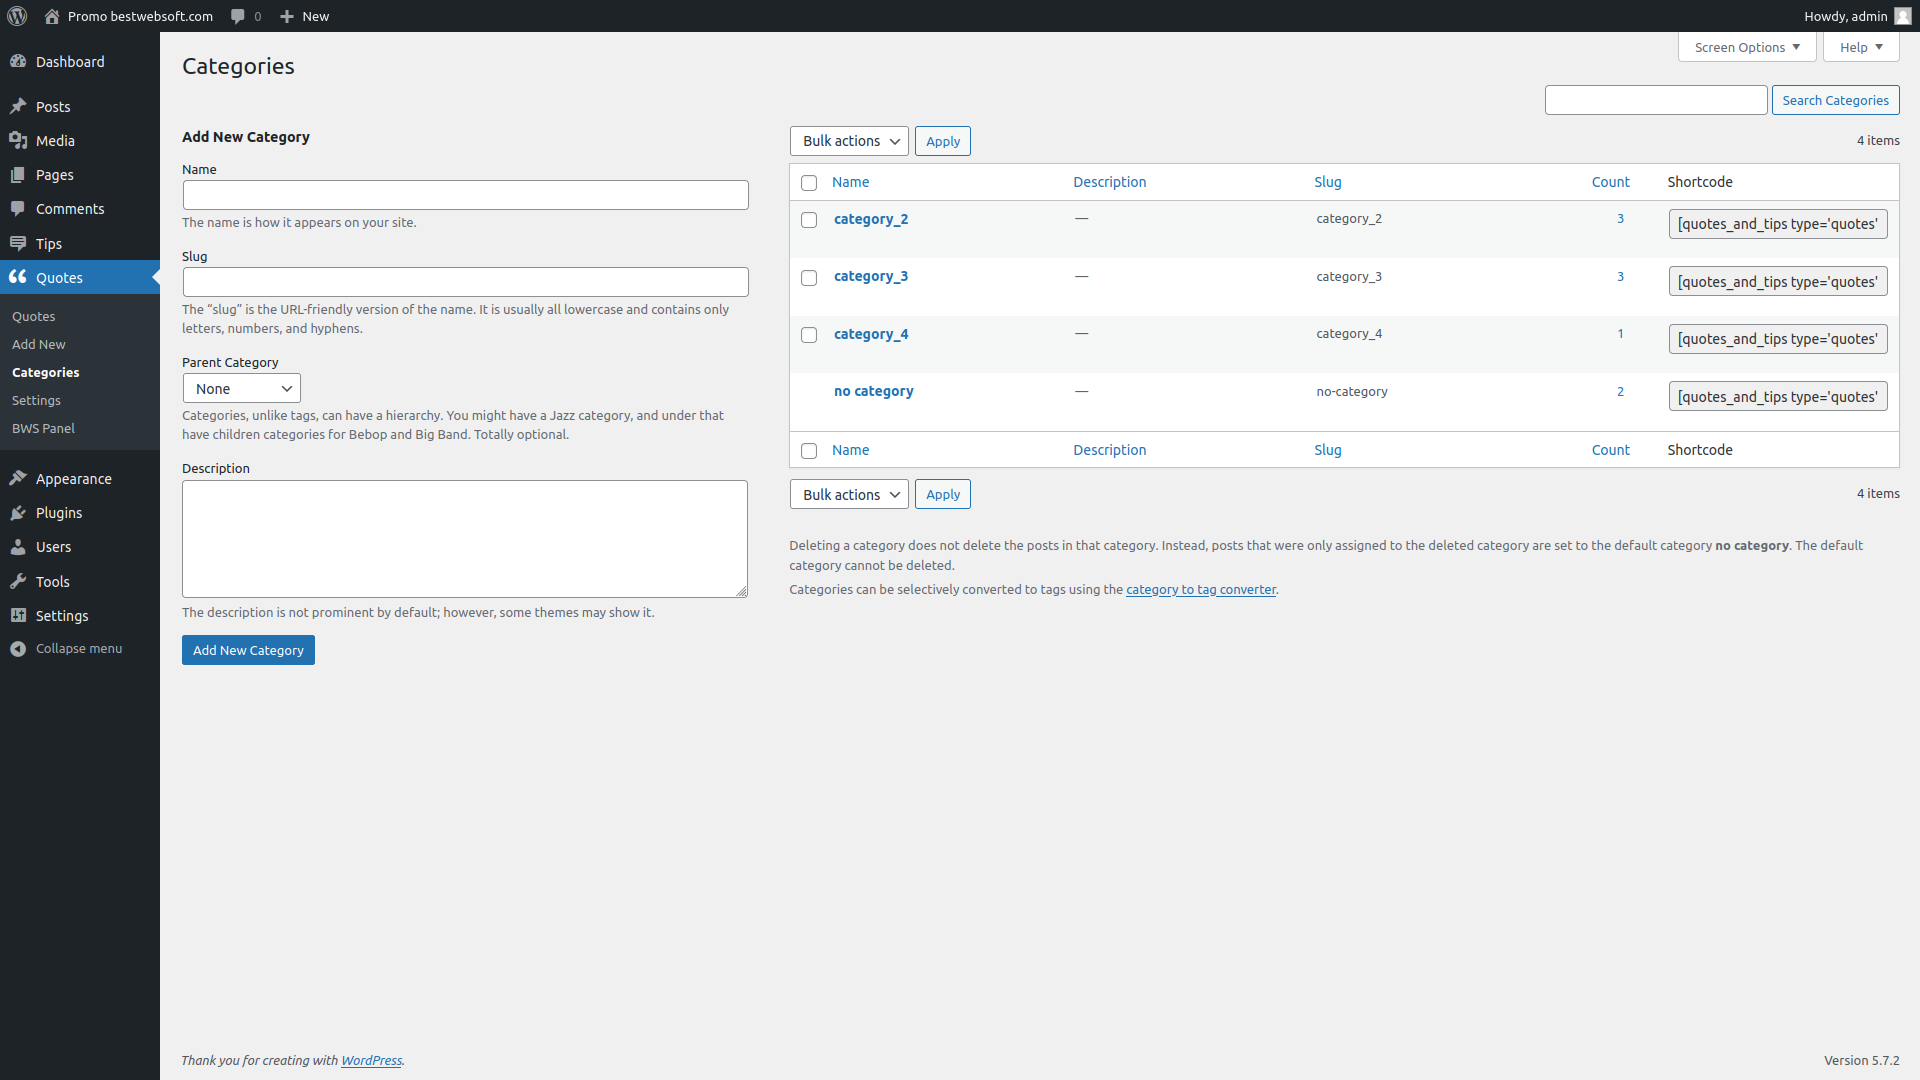 Promo bestwebsoft.com
0
New
Howdy, admin
Dashboard
Posts
Media
Pages
Comments
Tips
Quotes
Quotes
Add New
Categories
Settings
BWS Panel
Appearance
Plugins
Users
Tools
Settings
Collapse menu
Screen Options
Help
Categories
Search Categories
Add New Category
Name
The name is how it appears on your site.
Slug
The “slug” is the URL-friendly version of the name. It is usually all lowercase and contains only
letters, numbers, and hyphens.
Parent Category
None
Categories, unlike tags, can have a hierarchy. You might have a Jazz category, and under that
have children categories for Bebop and Big Band. Totally optional.
Description
The description is not prominent by default; however, some themes may show it.
Add New Category
Bulk actions Apply 4 items
Name Description Slug Count Shortcode
category_2 — category_2 3 [quotes_and_tips type='quotes'
category_3 — category_3 3 [quotes_and_tips type='quotes'
category_4 — category_4 1 [quotes_and_tips type='quotes'
no category — no-category 2 [quotes_and_tips type='quotes'
Name Description Slug Count Shortcode
Bulk actions Apply 4 items
Deleting a category does not delete the posts in that category. Instead, posts that were only assigned to the deleted category are set to the default category no category. The default
category cannot be deleted.
Categories can be selectively converted to tags using the category to tag converter.
Thank you for creating with WordPress.
Version 5.7.2